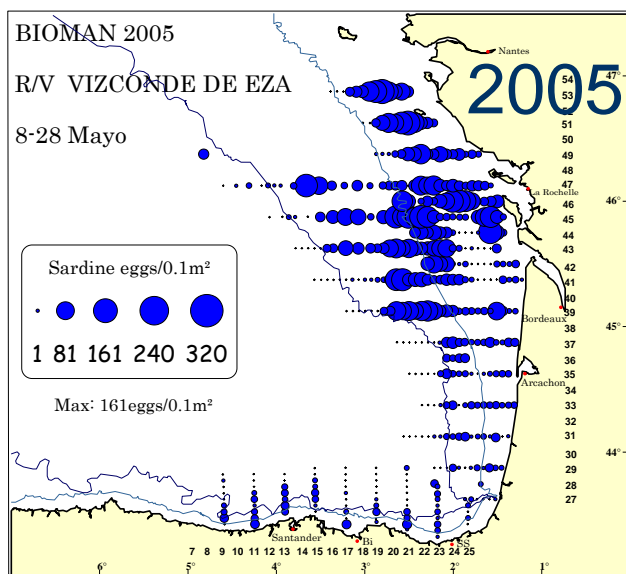 BIOMAN 2005
R/V VIZCONDE DE EZA
8-28 Mayo
2005
Nantes
47°
54
53
52
51
50
49
48
47
La Rochelle
46
46°
45
44
43
42
41
40
39
Bordeaux
38
45°
37
36
35
Arcachon
34
33
32
31
44°
30
29
28
27
Sardine eggs/0.1m²
1 81 161 240 320
Max: 161eggs/0.1m²
Santander
Bi
SS
7 8 9 10 11 12 13 14 15 16 17 18 19 20 21 22 23 24 25
6° 5° 4° 3° 2° 1°